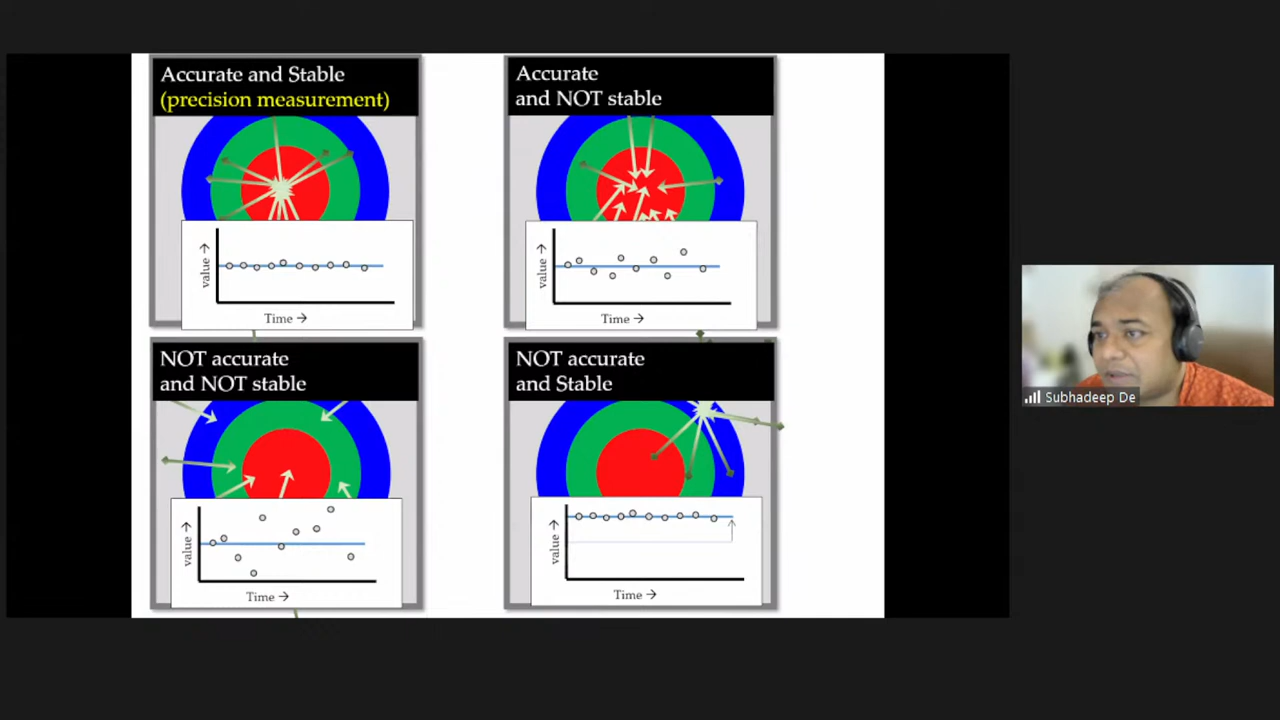 Accurate and Stable
(precision measurement)
value →
Time →
Accurate
and NOT stable
value →
Time →
NOT accurate
and NOT stable
value →
Time →
NOT accurate
and Stable
value →
Time →
Subhadeep De